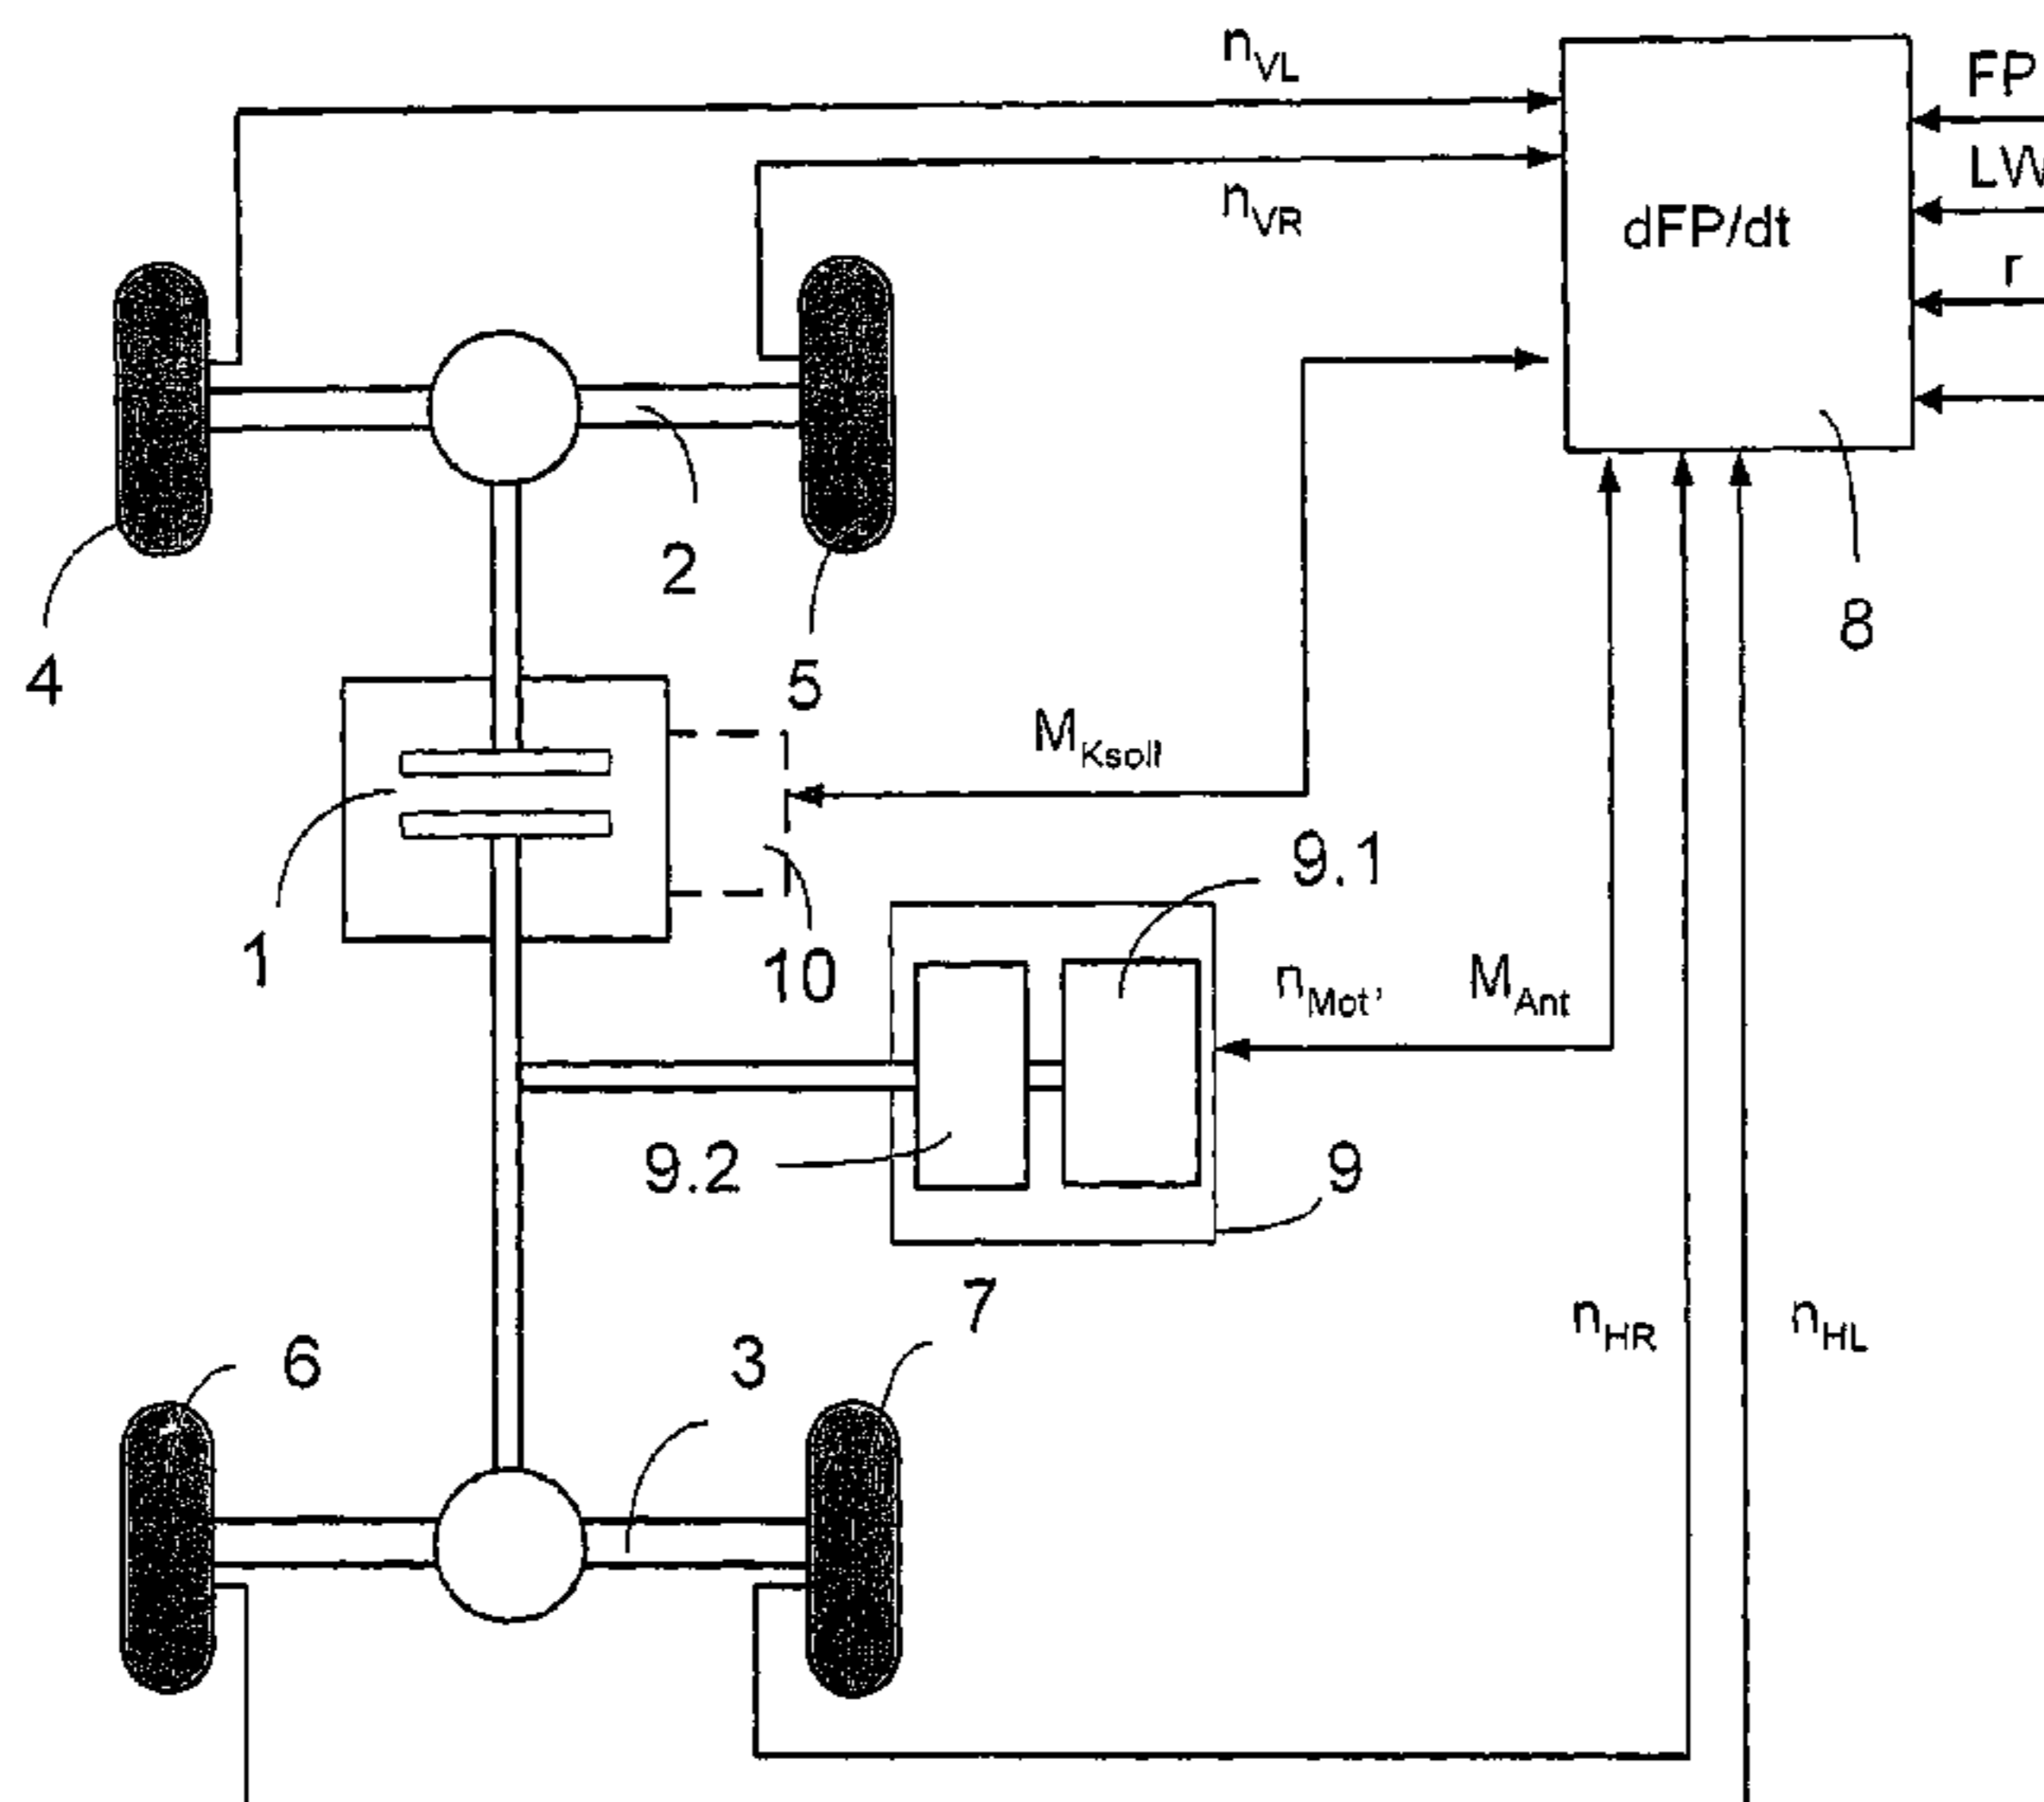 n_VL
FP
LW
n_VR
dFP/dt
r
2
8
4
5
M_Ksoll
9.1
1
10
n_Mot,
M_Ant
9.2
9
7
n_HR
n_HL
6
3